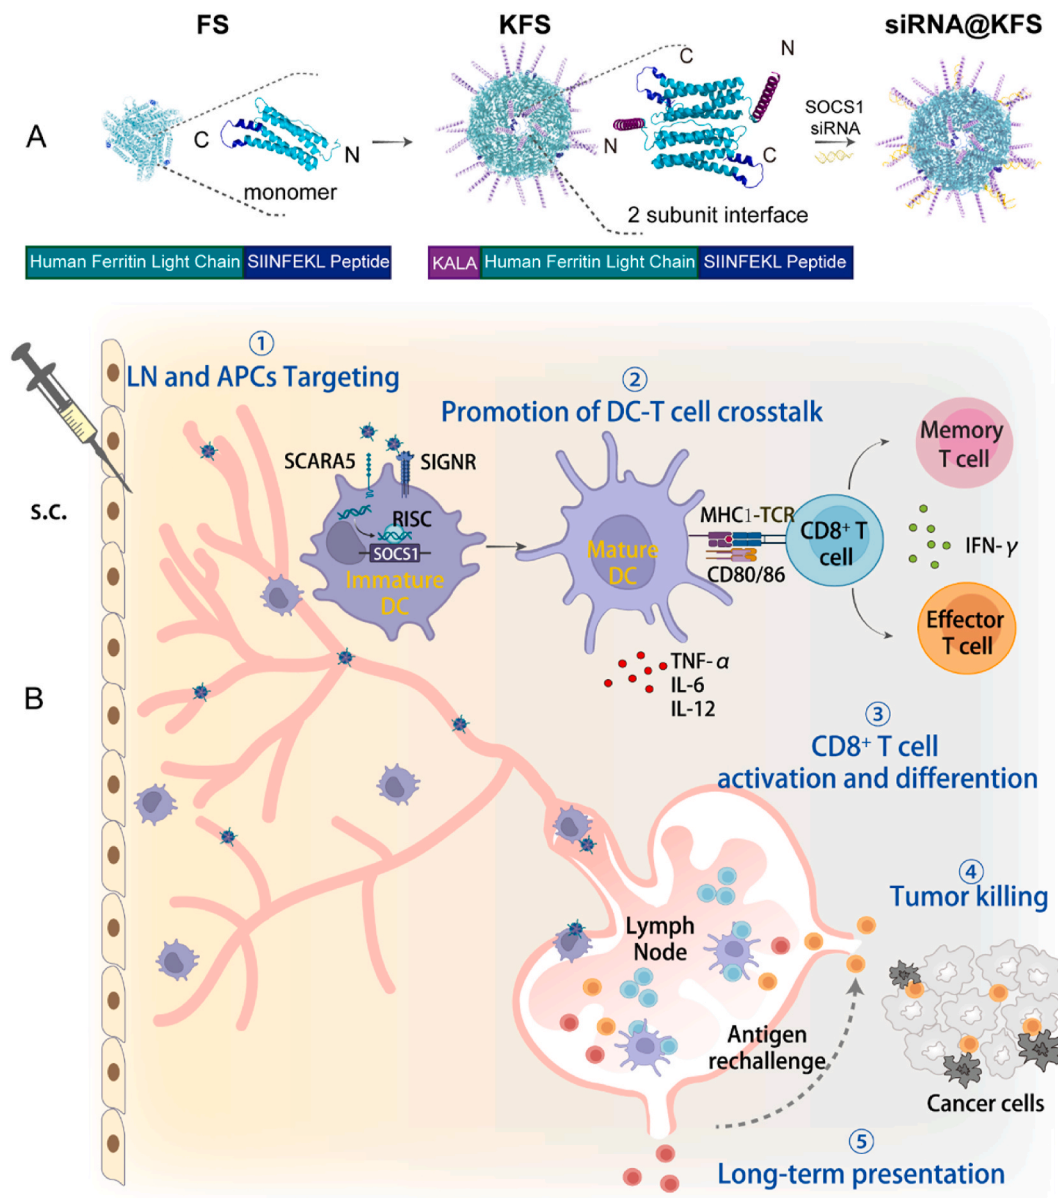 FS
KFS
siRNA@KFS
A
C
N
monomer
C
N
N
C
2 subunit interface
SOCS1
siRNA
Human Ferritin Light Chain
SIINFEKL Peptide
KALA
Human Ferritin Light Chain
SIINFEKL Peptide
B
s.c.
①
LN and APCs Targeting
SCARA5
SIGNR
RISC
SOCS1
Immature
DC
②
Promotion of DC-T cell crosstalk
Mature
DC
MHC1-TCR
CD80/86
TNF-α
IL-6
IL-12
CD8⁺ T
cell
Memory
T cell
IFN-γ
Effector
T cell
③
CD8⁺ T cell
activation and differention
Lymph
Node
④
Tumor killing
Cancer cells
Antigen
rechallenge
⑤
Long-term presentation